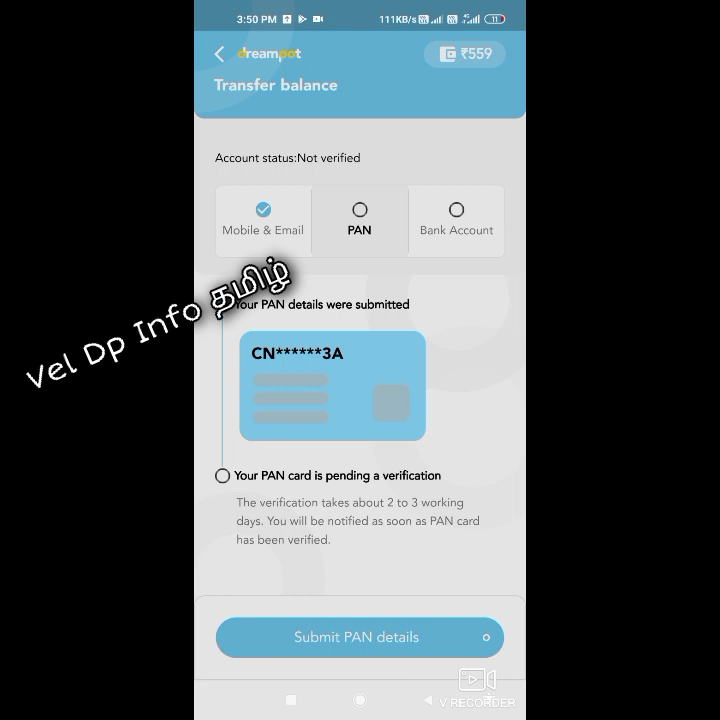 3:50 PM
111KB/s
11
dreampot
₹559
Transfer balance
Account status:Not verified
Mobile & Email
PAN
Bank Account
Your PAN details were submitted
Vel Dp Info தமிழ்
CN******3A
Your PAN card is pending a verification
The verification takes about 2 to 3 working
days. You will be notified as soon as PAN card
has been verified.
Submit PAN details
V RECORDER